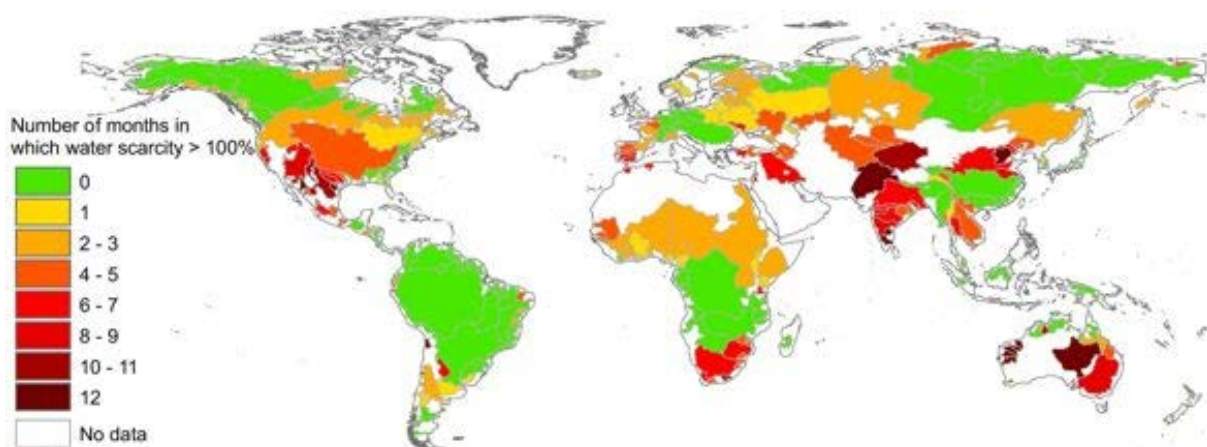 Number of months in
which water scarcity > 100%
0
1
2 - 3
4 - 5
6 - 7
8 - 9
10 - 11
12
No data